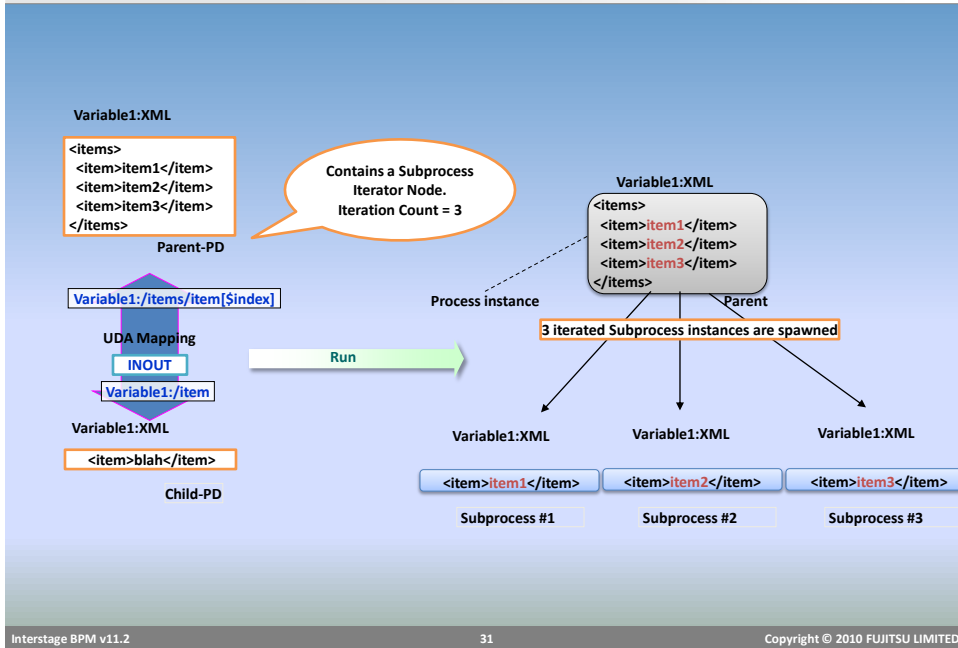 Variable1:XML
<items>
<item>item1</item>
<item>item2</item>
<item>item3</item>
</items>
Parent-PD
Contains a Subprocess
Iterator Node.
Iteration Count = 3
Variable1:/items/item[$index]
UDA Mapping
INOUT
Variable1:/item
Variable1:XML
<item>blah</item>
Child-PD
Run
Variable1:XML
<items>
<item>item1</item>
<item>item2</item>
<item>item3</item>
</items>
Process instance
Parent
3 iterated Subprocess instances are spawned
Variable1:XML
<item>item1</item>
Subprocess #1
Variable1:XML
<item>item2</item>
Subprocess #2
Variable1:XML
<item>item3</item>
Subprocess #3
Interstage BPM v11.2
31
Copyright © 2010 FUJITSU LIMITED